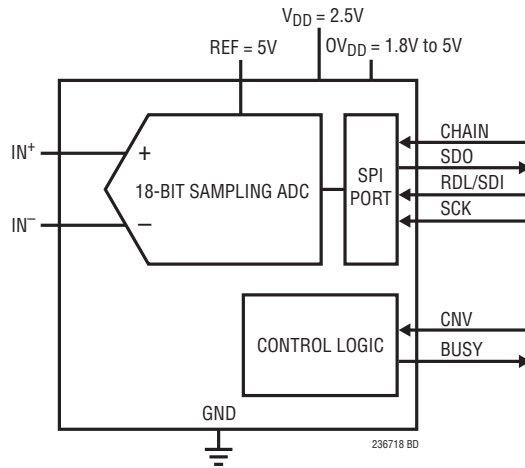 V_DD = 2.5V
REF = 5V
OV_DD = 1.8V to 5V
IN⁺
IN⁻
+
–
18-BIT SAMPLING ADC
SPI
PORT
CHAIN
SDO
RDL/SDI
SCK
CONTROL LOGIC
CNV
BUSY
GND
236718 BD